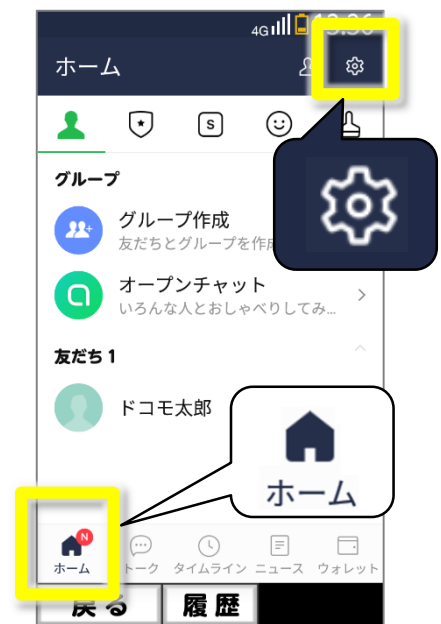 4G 13:36
ホーム
S
グループ
グループ作成
友だちとグループを作
オープンチャット
いろんな人とおしゃべりしてみ...
友だち 1
ドコモ太郎
ホーム
N
ホーム トーク タイムライン ニュース ウォレット
戻る 履歴